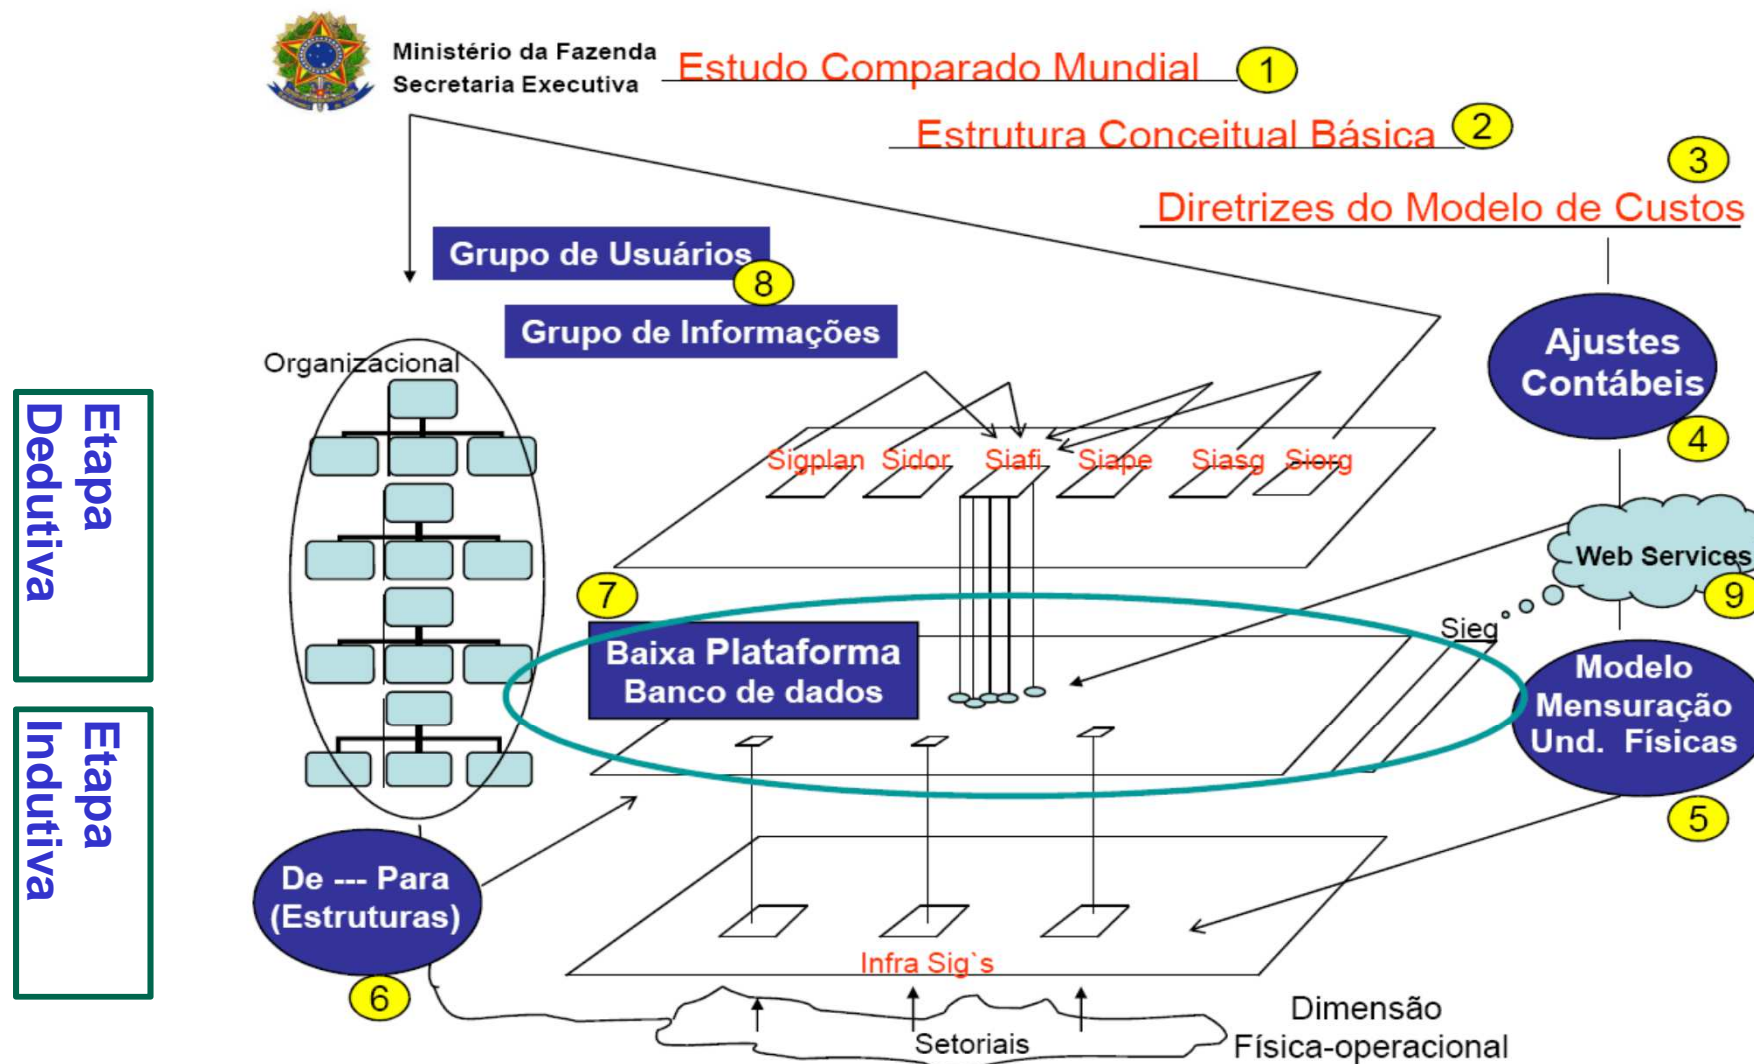 Ministério da Fazenda
Secretaria Executiva
Estudo Comparado Mundial
1
Estrutura Conceitual Básica
2
3
Diretrizes do Modelo de Custos
Grupo de Usuários
8
Grupo de Informações
Ajustes
Contábeis
4
Organizacional
Etapa
Dedutiva
Sigplan
Sidor
Siafi
Siape
Siasg
Siorg
Web Services
9
7
Baixa Plataforma
Banco de dados
Sieg
Modelo
Mensuração
Und. Físicas
5
Etapa
Indutiva
De --- Para
(Estruturas)
6
Infra Sig`s
Setoriais
Dimensão
Física-operacional